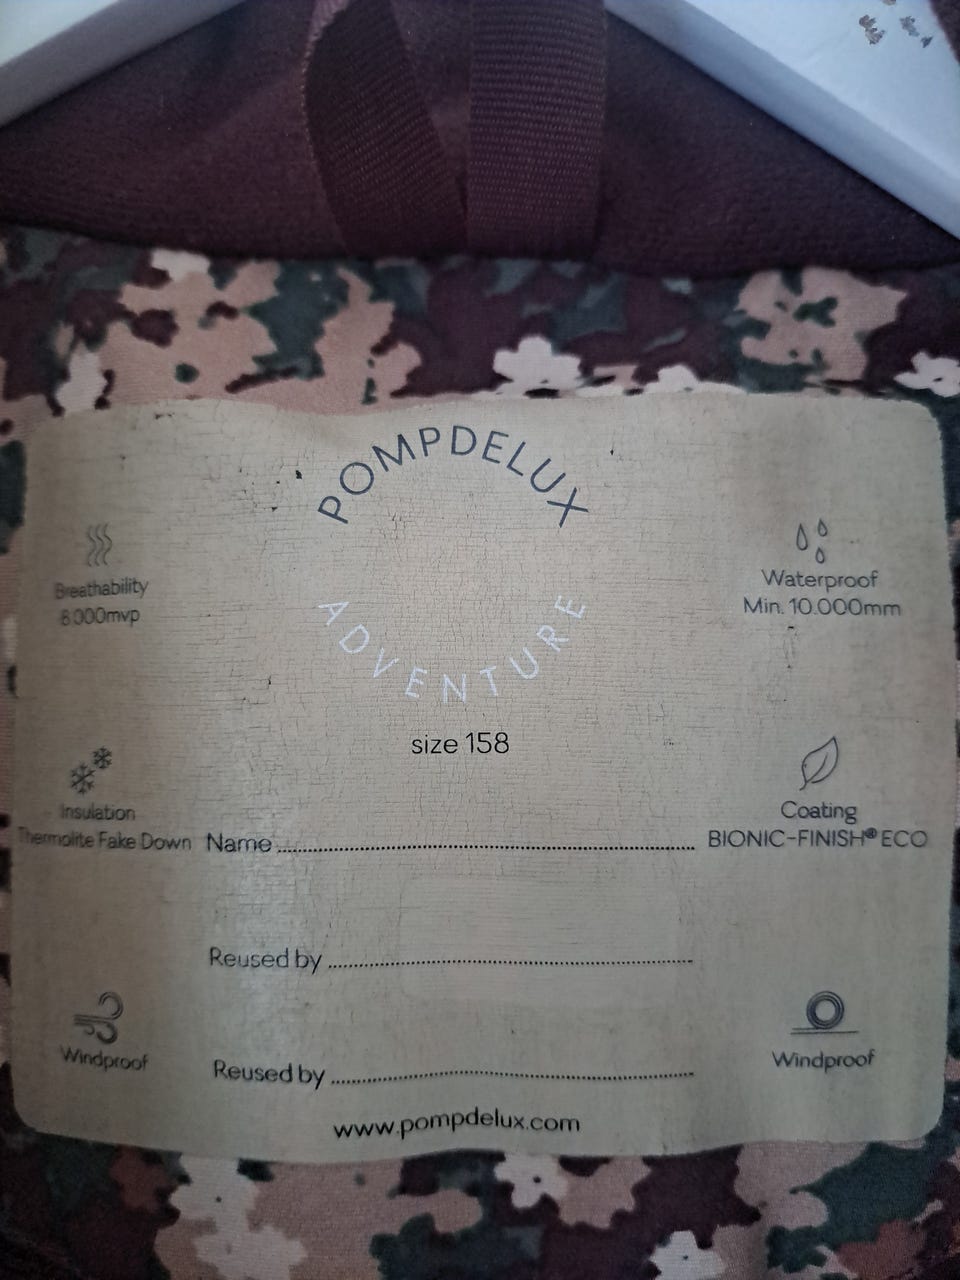 POMPDELUX
ADVENTURE
size 158
Breathability
8.000mvp
Waterproof
Min. 10.000mm
Insulation
Thermolite Fake Down
Coating
BIONIC-FINISH® ECO
Name
Reused by
Reused by
Windproof
Windproof
www.pompdelux.com